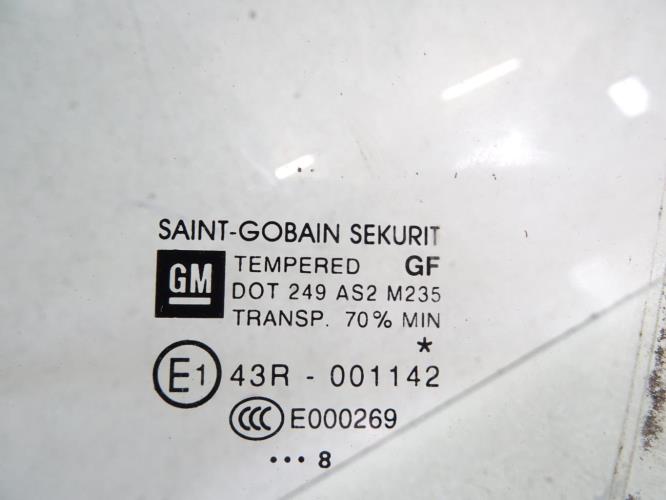 SAINT-GOBAIN SEKURIT
GM TEMPERED GF
DOT 249 AS2 M235
TRANSP. 70% MIN
*
E1 43R - 001142
CCC E000269
••• 8